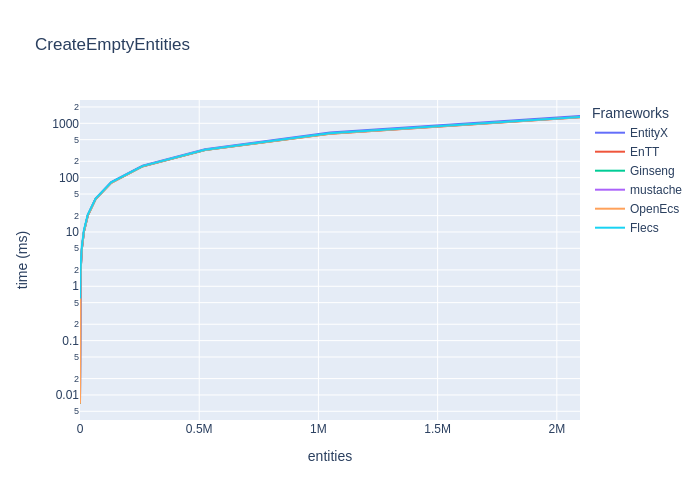 CreateEmptyEntities
Frameworks
EntityX
EnTT
Ginseng
mustache
OpenEcs
Flecs
time (ms)
2
1000
5
2
100
5
2
10
5
2
1
5
2
0.1
5
2
0.01
5
0
0.5M
1M
1.5M
2M
entities